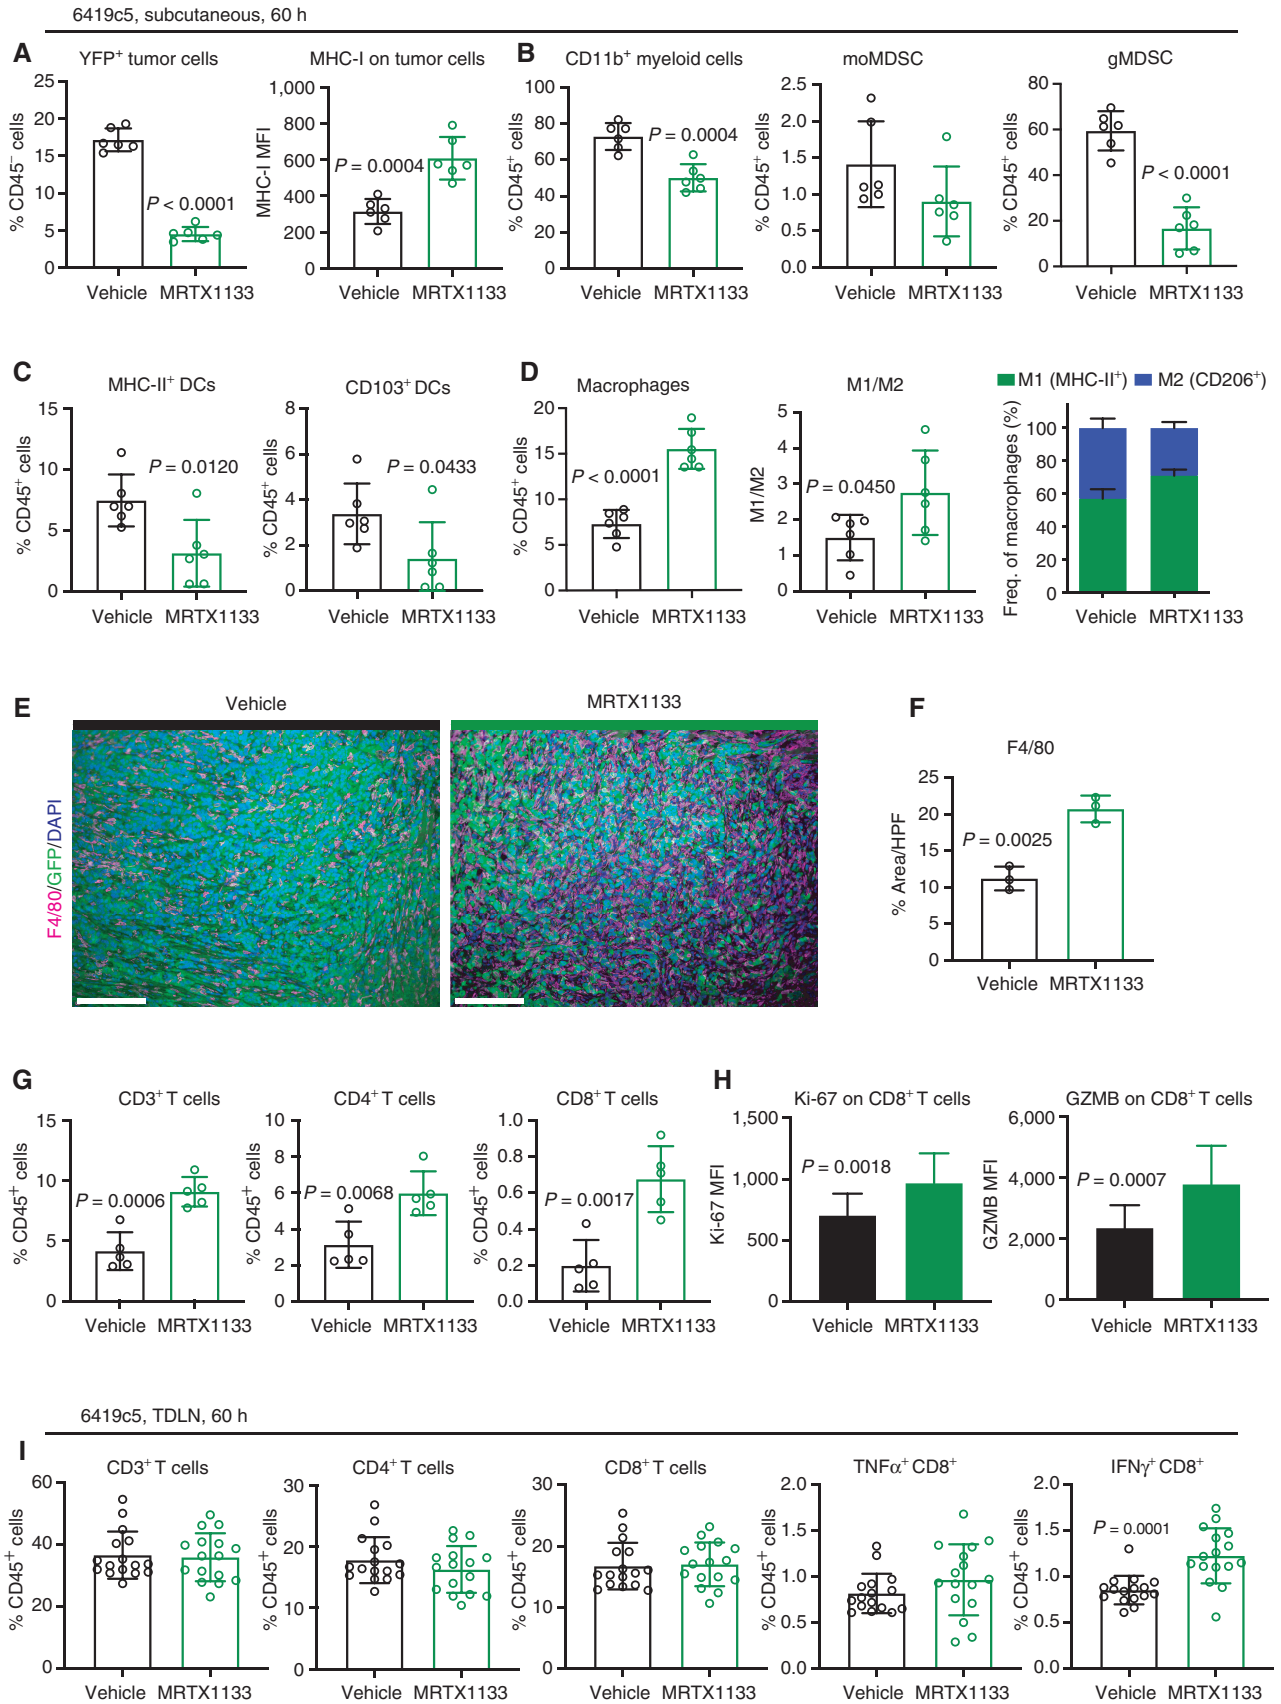 6419c5, subcutaneous, 60 h
A
YFP⁺ tumor cells
% CD45⁻ cells
25
20
15
10
5
0
P < 0.0001
Vehicle MRTX1133
MHC-I on tumor cells
MHC-I MFI
1,000
800
600
400
200
0
P = 0.0004
Vehicle MRTX1133
B
CD11b⁺ myeloid cells
% CD45⁺ cells
100
80
60
40
20
0
P = 0.0004
Vehicle MRTX1133
moMDSC
% CD45⁺ cells
2.5
2.0
1.5
1.0
0.5
0.0
Vehicle MRTX1133
gMDSC
% CD45⁺ cells
80
60
40
20
0
P < 0.0001
Vehicle MRTX1133
C
MHC-II⁺ DCs
% CD45⁺ cells
15
10
5
0
P = 0.0120
Vehicle MRTX1133
CD103⁺ DCs
% CD45⁺ cells
8
6
4
2
0
P = 0.0433
Vehicle MRTX1133
D
Macrophages
% CD45⁺ cells
20
15
10
5
0
P < 0.0001
Vehicle MRTX1133
M1/M2
M1/M2
5
4
3
2
1
0
P = 0.0450
Vehicle MRTX1133
M1 (MHC-II⁺) M2 (CD206⁺)
Freq. of macrophages (%)
100
80
60
40
20
0
Vehicle MRTX1133
E
Vehicle
MRTX1133
F4/80/GFP/DAPI
F
F4/80
% Area/HPF
25
20
15
10
5
0
P = 0.0025
Vehicle MRTX1133
G
CD3⁺ T cells
% CD45⁺ cells
15
10
5
0
P = 0.0006
Vehicle MRTX1133
CD4⁺ T cells
% CD45⁺ cells
10
8
6
4
2
0
P = 0.0068
Vehicle MRTX1133
CD8⁺ T cells
% CD45⁺ cells
1.0
0.8
0.6
0.4
0.2
0.0
P = 0.0017
Vehicle MRTX1133
H
Ki-67 on CD8⁺ T cells
Ki-67 MFI
1,500
1,000
500
0
P = 0.0018
Vehicle MRTX1133
GZMB on CD8⁺ T cells
GZMB MFI
6,000
4,000
2,000
0
P = 0.0007
Vehicle MRTX1133
6419c5, TDLN, 60 h
I
CD3⁺ T cells
% CD45⁺ cells
60
40
20
0
Vehicle MRTX1133
CD4⁺ T cells
% CD45⁺ cells
30
20
10
0
Vehicle MRTX1133
CD8⁺ T cells
% CD45⁺ cells
30
20
10
0
Vehicle MRTX1133
TNFα⁺ CD8⁺
% CD45⁺ cells
2.0
1.5
1.0
0.5
0.0
Vehicle MRTX1133
IFNγ⁺ CD8⁺
% CD45⁺ cells
2.0
1.5
1.0
0.5
0.0
P = 0.0001
Vehicle MRTX1133